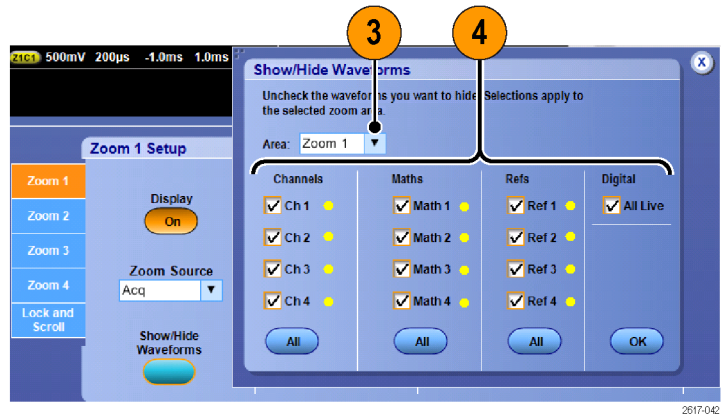 3 4
Z1C1 500mV 200µs -1.0ms 1.0ms
Show/Hide Waveforms
X
Uncheck the waveforms you want to hide. Selections apply to
the selected zoom area.
Area: Zoom 1
Zoom 1 Setup
Channels Maths Refs Digital
Zoom 1
Display
On
Ch 1 Math 1 Ref 1 All Live
Zoom 2
Ch 2 Math 2 Ref 2
Zoom 3
Zoom Source
Acq
Ch 3 Math 3 Ref 3
Zoom 4
Ch 4 Math 4 Ref 4
Lock and
Scroll
Show/Hide
Waveforms
All All All OK
2617-042